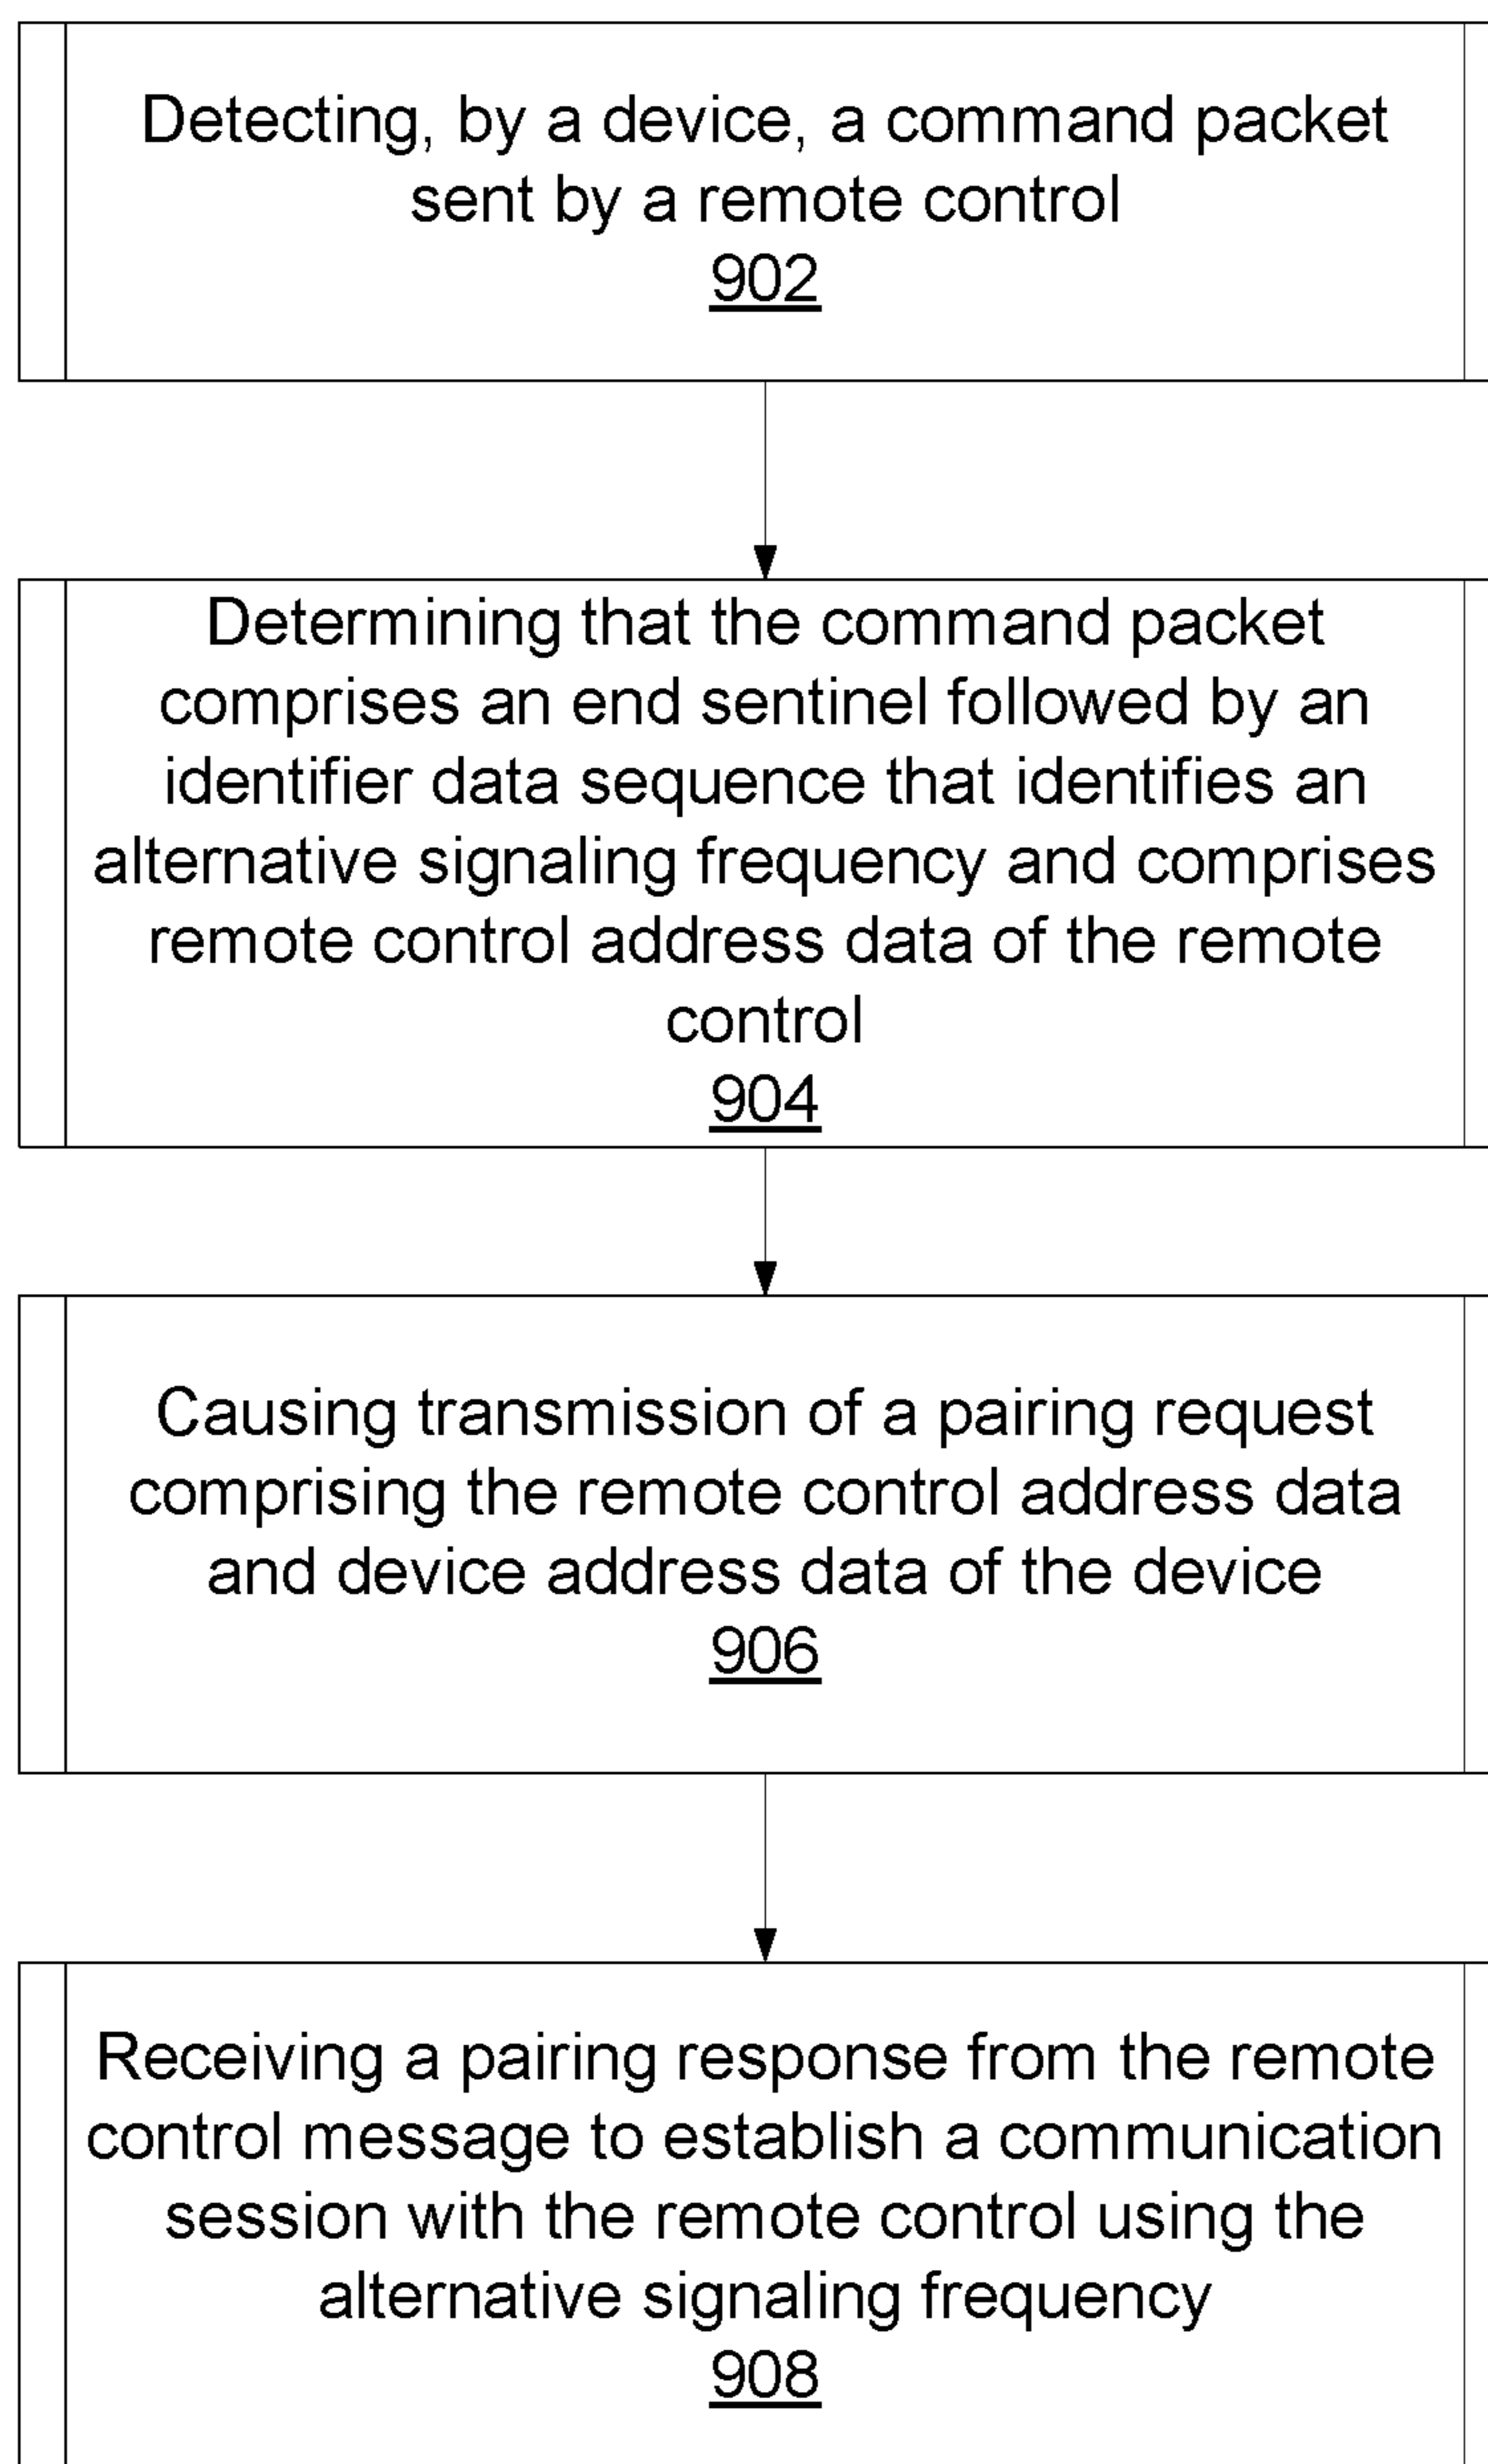 Detecting, by a device, a command packet
sent by a remote control
902
Determining that the command packet
comprises an end sentinel followed by an
identifier data sequence that identifies an
alternative signaling frequency and comprises
remote control address data of the remote
control
904
Causing transmission of a pairing request
comprising the remote control address data
and device address data of the device
906
Receiving a pairing response from the remote
control message to establish a communication
session with the remote control using the
alternative signaling frequency
908